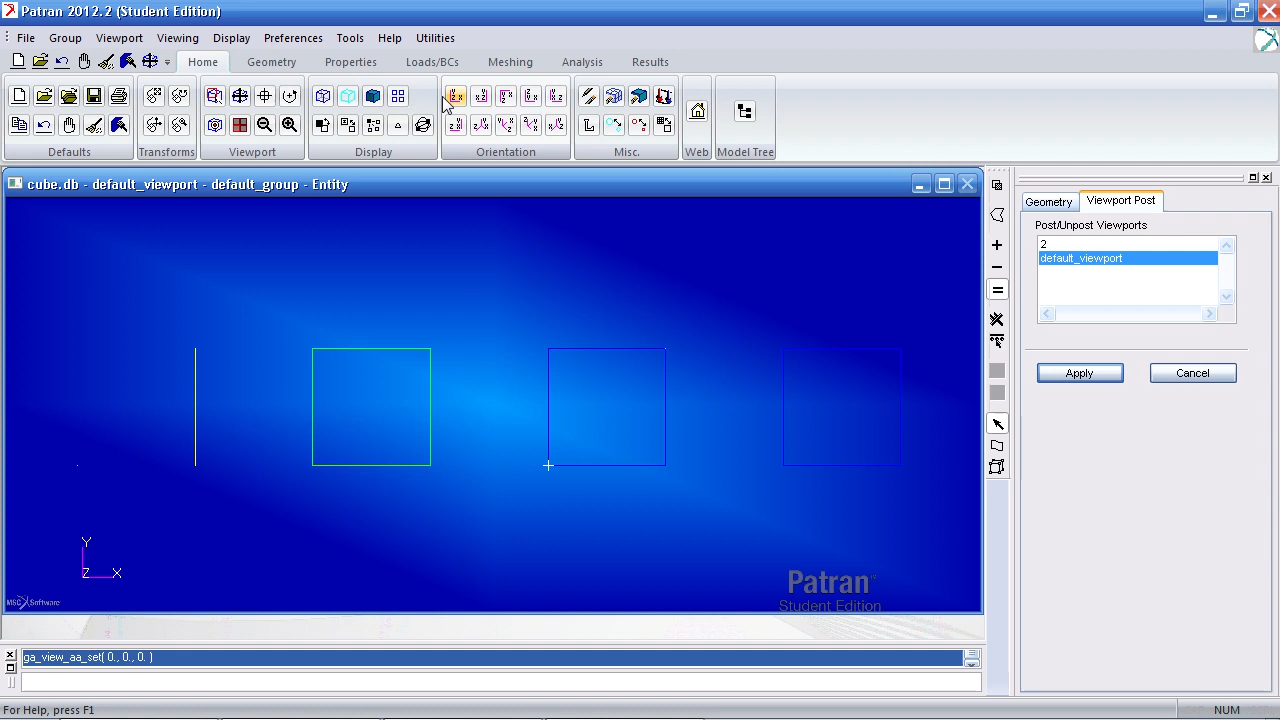 Patran 2012.2 (Student Edition)
File Group Viewport Viewing Display Preferences Tools Help Utilities
Home Geometry Properties Loads/BCs Meshing Analysis Results
Defaults Transforms Viewport Display Orientation Misc. Web Model Tree
cube.db - default_viewport - default_group - Entity
Geometry Viewport Post
Post/Unpost Viewports
2
default_viewport
Apply Cancel
Y
Z X
Patran
Student Edition
MSC Software
ga_view_aa_set( 0., 0., 0. )
For Help, press F1
NUM